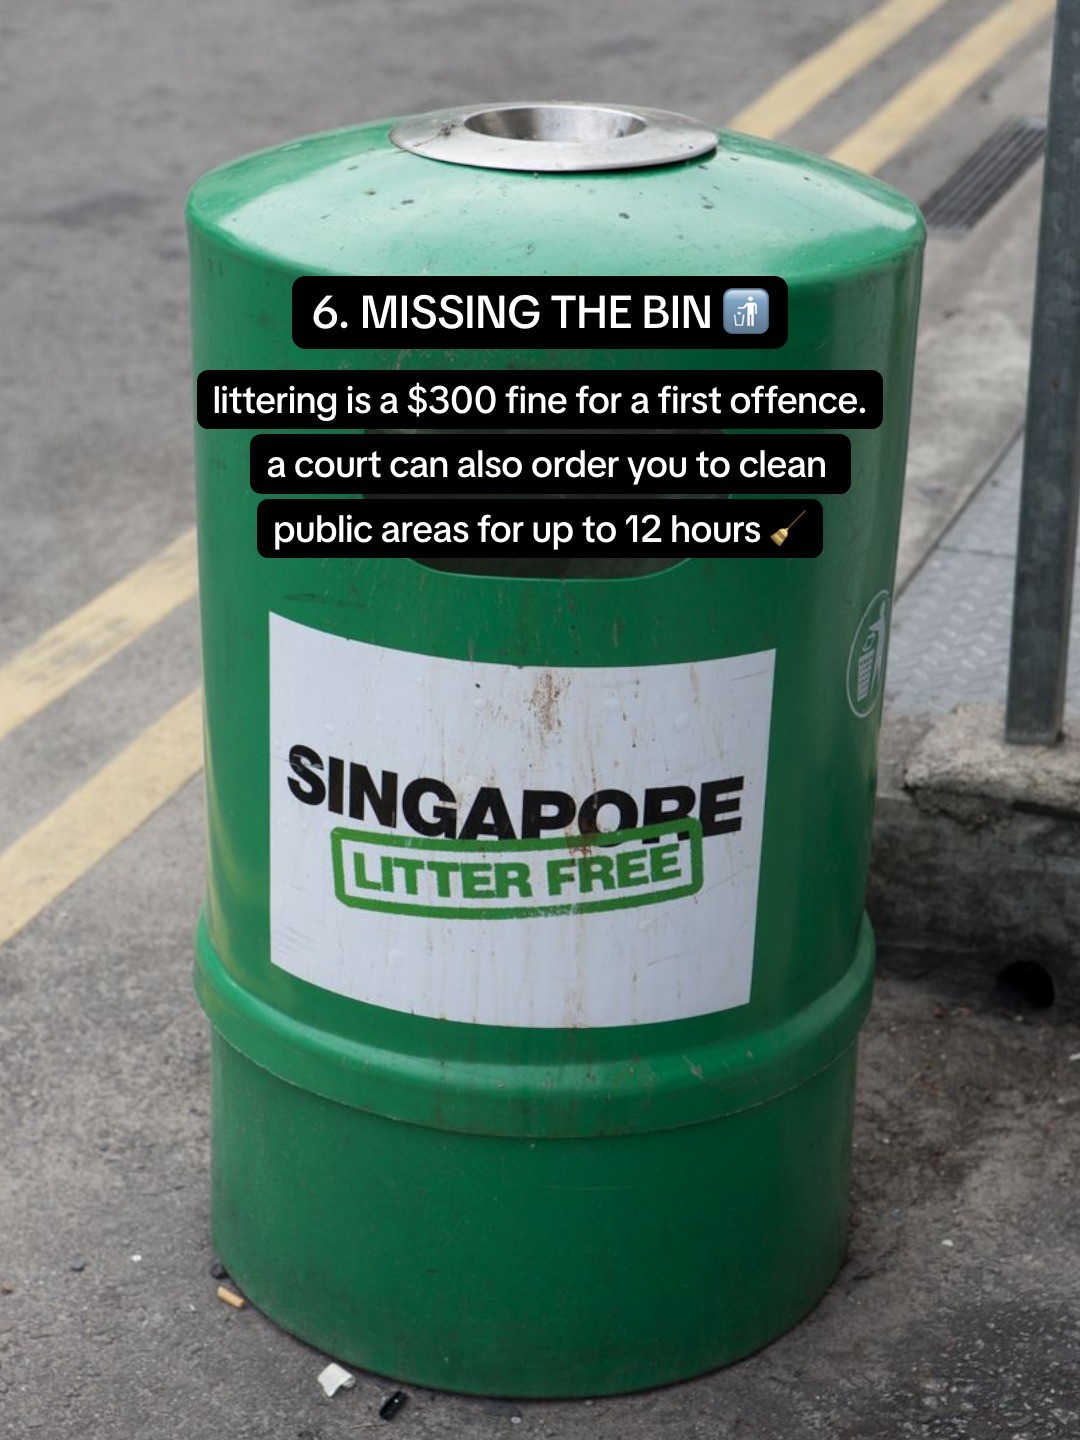 6. MISSING THE BIN 🚮
littering is a $300 fine for a first offence.
a court can also order you to clean
public areas for up to 12 hours 🧹
SINGAPORE
LITTER FREE